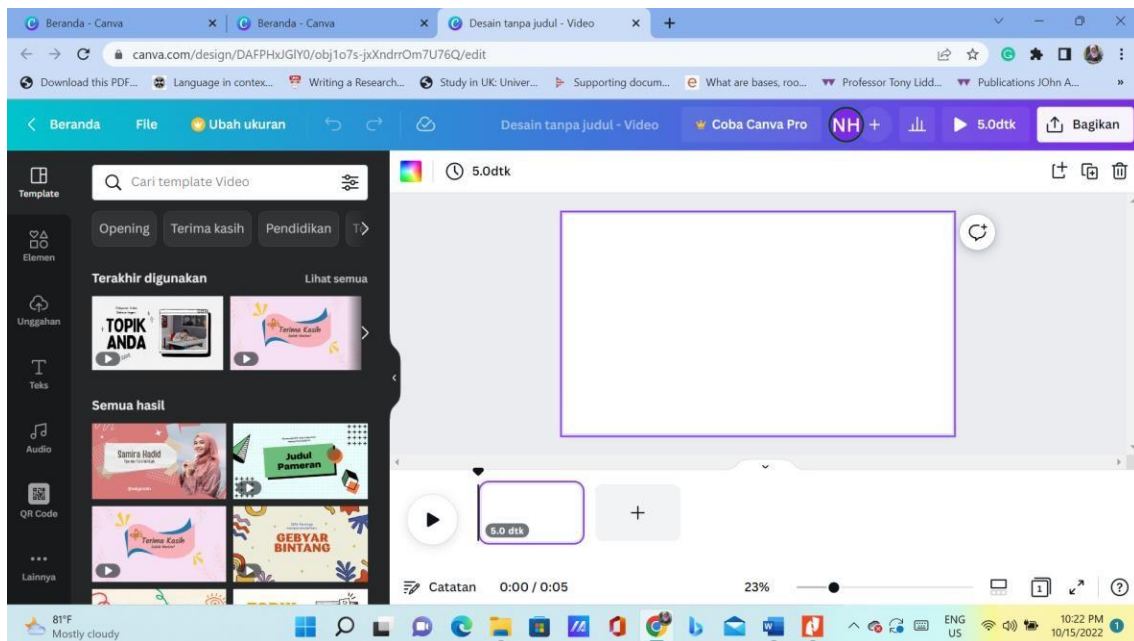 Beranda - Canva
Beranda - Canva
Desain tanpa judul - Video
canva.com/design/DAFPHxJGlY0/obj1o7s-jxXndrrOm7U76Q/edit
Download this PDF... Language in contex... Writing a Research... Study in UK: Univer... Supporting docum... What are bases, roo... Professor Tony Lidd... Publications JOhn A... »
Beranda File Ubah ukuran Desain tanpa judul - Video Coba Canva Pro NH + 5.0dtk Bagikan
Template
Cari template Video
5.0dtk
Opening Terima kasih Pendidikan
Elemen
Terakhir digunakan Lihat semua
Unggahan
TOPIK
ANDA
Terima Kasih
Teks
Semua hasil
Audio
Samira Hadid
Judul
Pameran
QR Code
5.0 dtk
Terima Kasih
GEBYAR
BINTANG
Lainnya
Catatan 0:00 / 0:05 23% 1
81°F
Mostly cloudy
ENG
US
10:22 PM
10/15/2022
1